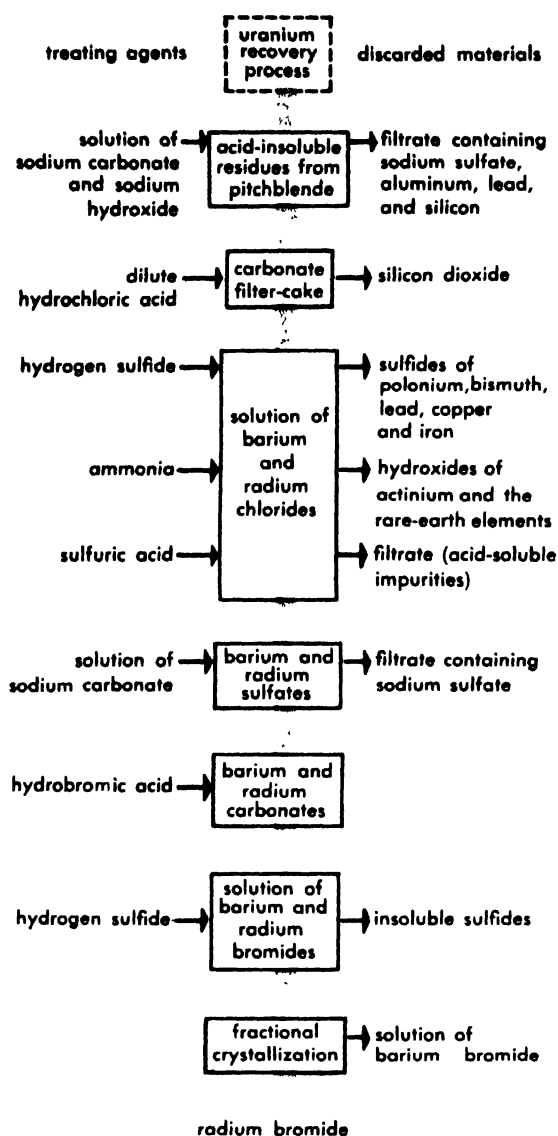 treating agents
uranium
recovery
process
discarded materials
solution of
sodium carbonate
and sodium
hydroxide
acid-insoluble
residues from
pitchblende
filtrate containing
sodium sulfate,
aluminum, lead,
and silicon
dilute
hydrochloric acid
carbonate
filter-cake
silicon dioxide
hydrogen sulfide
ammonia
sulfuric acid
solution of
barium
and
radium
chlorides
sulfides of
polonium, bismuth,
lead, copper
and iron
hydroxides of
actinium and the
rare-earth elements
filtrate (acid-soluble
impurities)
solution of
sodium carbonate
barium and
radium
sulfates
filtrate containing
sodium sulfate
hydrobromic acid
barium and
radium
carbonates
hydrogen sulfide
solution of
barium and
radium
bromides
insoluble sulfides
fractional
crystallization
solution of
barium bromide
radium bromide